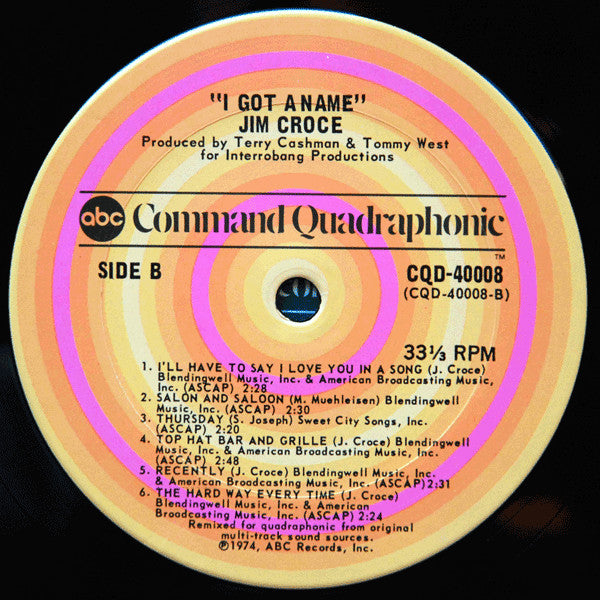 "I GOT A NAME"
JIM CROCE
Produced by Terry Cashman & Tommy West
for Interrobang Productions
abc Command Quadraphonic
TM
SIDE B
CQD-40008
(CQD-40008-B)
33⅓ RPM
1. I'LL HAVE TO SAY I LOVE YOU IN A SONG (J. Croce)
Blendingwell Music, Inc. & American Broadcasting Music,
Inc. (ASCAP) 2:28
2. SALON AND SALOON (M. Muehleisen) Blendingwell
Music, Inc. (ASCAP) 2:30
3. THURSDAY (S. Joseph) Sweet City Songs, Inc.
(ASCAP) 2:20
4. TOP HAT BAR AND GRILLE (J. Croce) Blendingwell
Music, Inc. & American Broadcasting Music, Inc.
(ASCAP) 2:48
5. RECENTLY (J. Croce) Blendingwell Music, Inc.
& American Broadcasting Music, Inc. (ASCAP) 2:31
6. THE HARD WAY EVERY TIME (J. Croce)
Blendingwell Music, Inc. & American
Broadcasting Music, Inc. (ASCAP) 2:24
Remixed for quadraphonic from original
multi-track sound sources.
℗1974, ABC Records, Inc.